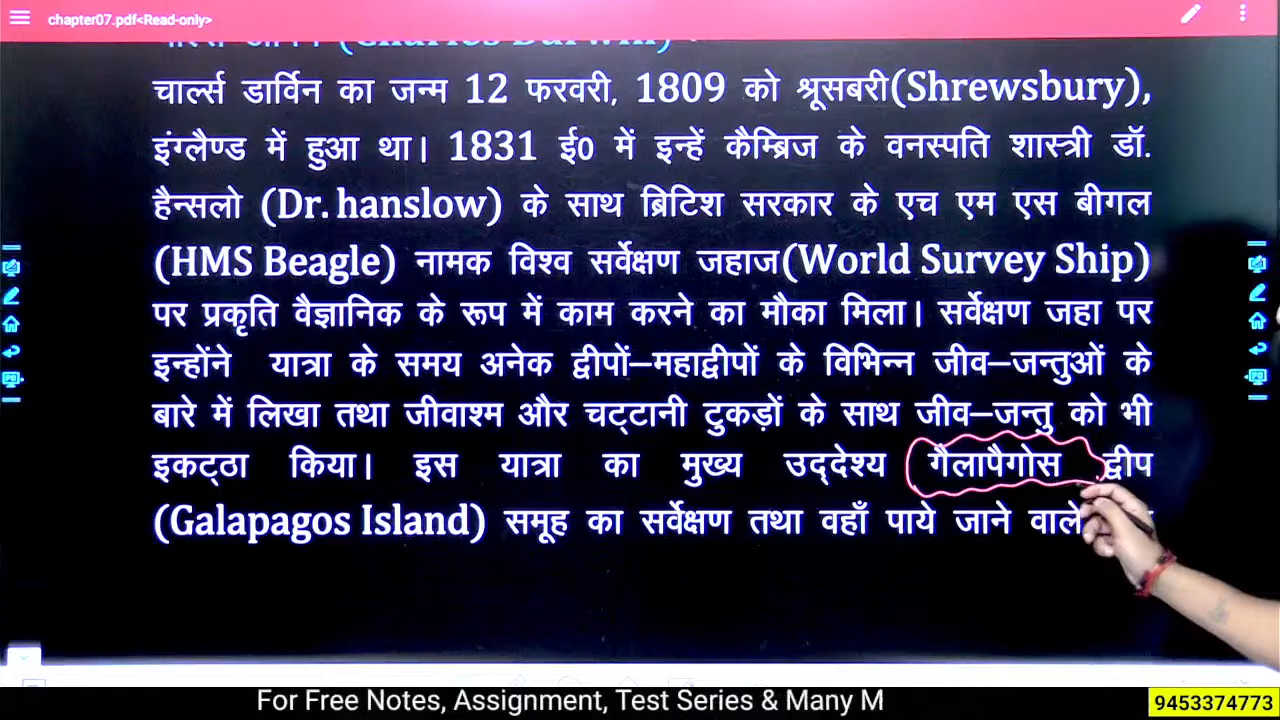 chapter07.pdf<Read-only>
(Charles Darwin) :
चार्ल्स डार्विन का जन्म 12 फरवरी, 1809 को श्रूसबरी(Shrewsbury),
इंग्लैण्ड में हुआ था। 1831 ई0 में इन्हें कैम्ब्रिज के वनस्पति शास्त्री डॉ.
हैन्सलो (Dr. hanslow) के साथ ब्रिटिश सरकार के एच एम एस बीगल
(HMS Beagle) नामक विश्व सर्वेक्षण जहाज(World Survey Ship)
पर प्रकृति वैज्ञानिक के रूप में काम करने का मौका मिला। सर्वेक्षण जहा पर
इन्होंने यात्रा के समय अनेक द्वीपों–महाद्वीपों के विभिन्न जीव–जन्तुओं के
बारे में लिखा तथा जीवाश्म और चट्टानी टुकड़ों के साथ जीव–जन्तु को भी
इकट्ठा किया। इस यात्रा का मुख्य उद्देश्य गैलापैगोस द्वीप
(Galapagos Island) समूह का सर्वेक्षण तथा वहाँ पाये जाने वाले
For Free Notes, Assignment, Test Series & Many M
9453374773